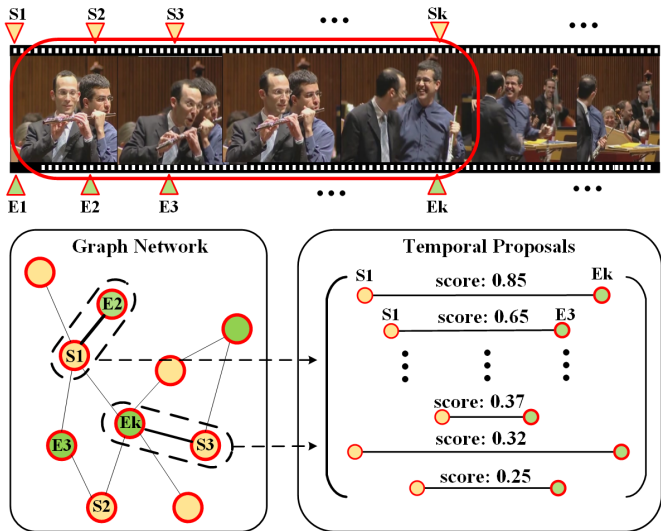 S1 S2 S3 ••• Sk •••
E1 E2 E3 ••• Ek •••
Graph Network
Temporal Proposals
E2
S1
E3
Ek
S3
S2
S1 Ek
score: 0.85
S1 E3
score: 0.65
score: 0.37
score: 0.32
score: 0.25